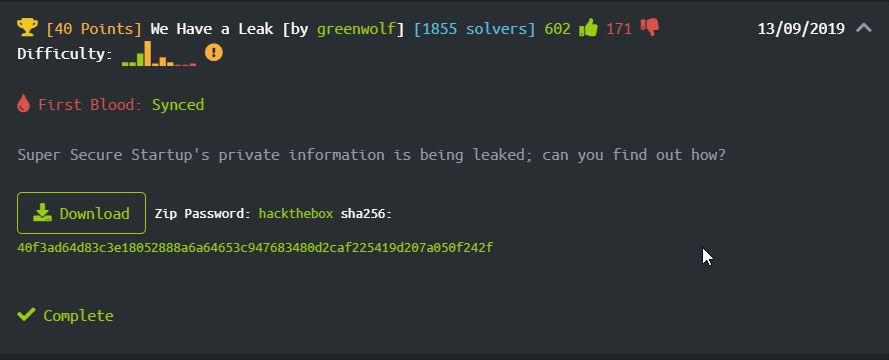 [40 Points] We Have a Leak [by greenwolf] [1855 solvers] 602 171 13/09/2019
Difficulty:
First Blood: Synced
Super Secure Startup's private information is being leaked; can you find out how?
Download Zip Password: hackthebox sha256:
40f3ad64d83c3e18052888a6a64653c947683480d2caf225419d207a050f242f
Complete